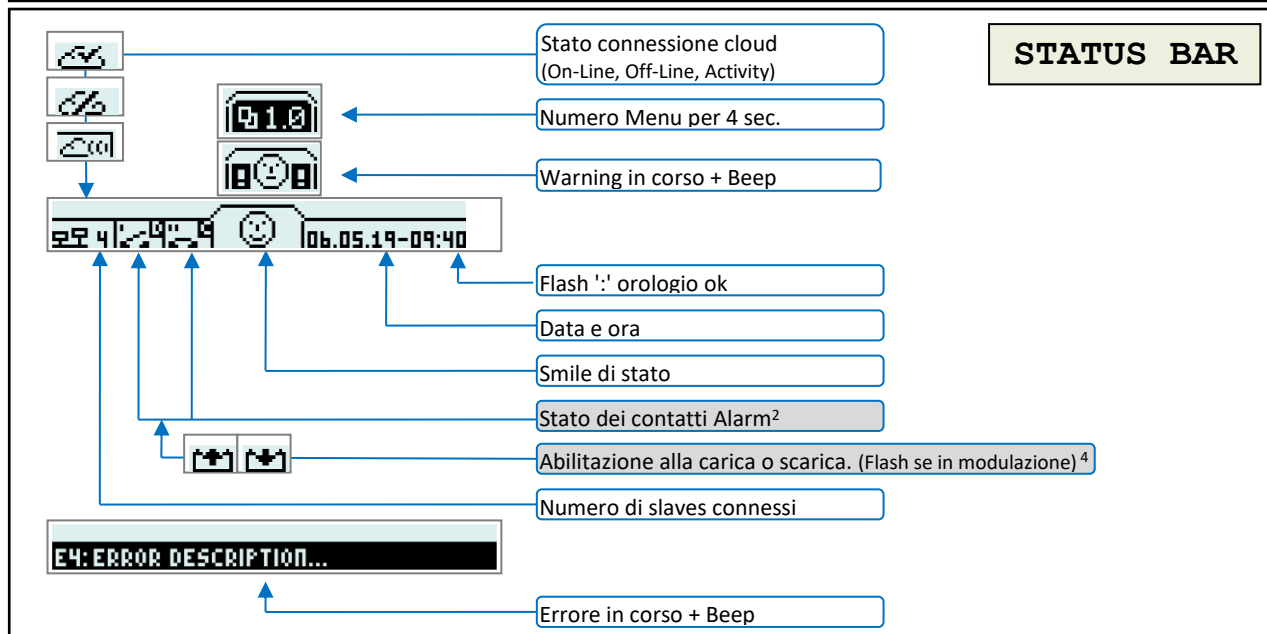 STATUS BAR
Stato connessione cloud
(On-Line, Off-Line, Activity)
1.0
Numero Menu per 4 sec.
Warning in corso + Beep
4
06.05.19-09:40
Flash ':' orologio ok
Data e ora
Smile di stato
Stato dei contatti Alarm²
Abilitazione alla carica o scarica. (Flash se in modulazione) ⁴
Numero di slaves connessi
E4: ERROR DESCRIPTION...
Errore in corso + Beep